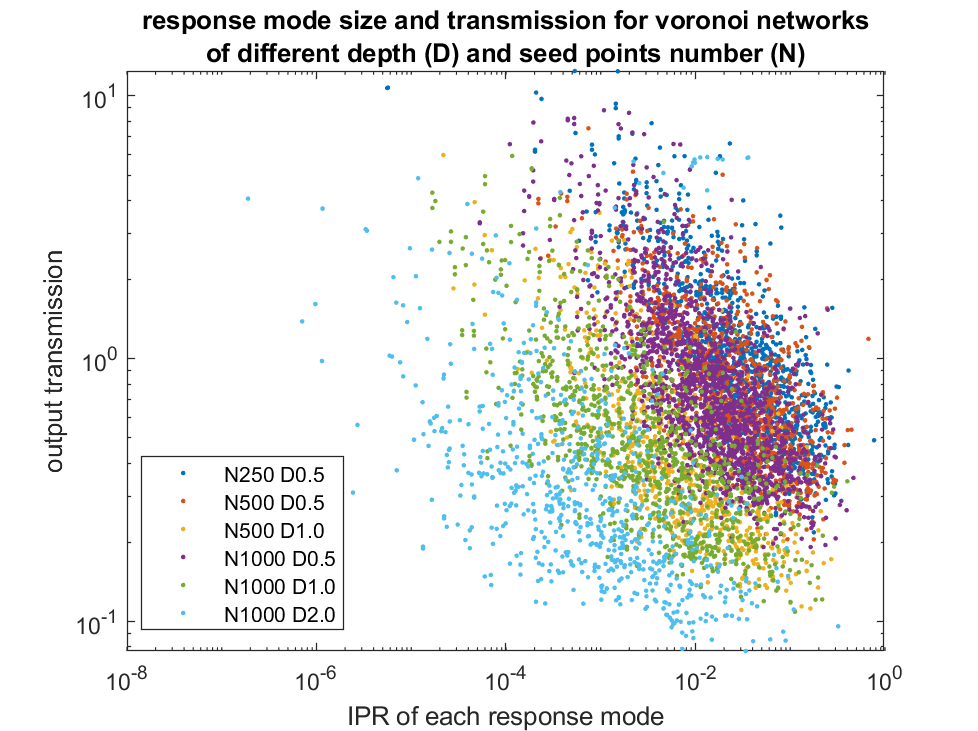 response mode size and transmission for voronoi networks
of different depth (D) and seed points number (N)
10^1
10^0
10^-1
output transmission
N250 D0.5
N500 D0.5
N500 D1.0
N1000 D0.5
N1000 D1.0
N1000 D2.0
10^-8 10^-6 10^-4 10^-2 10^0
IPR of each response mode